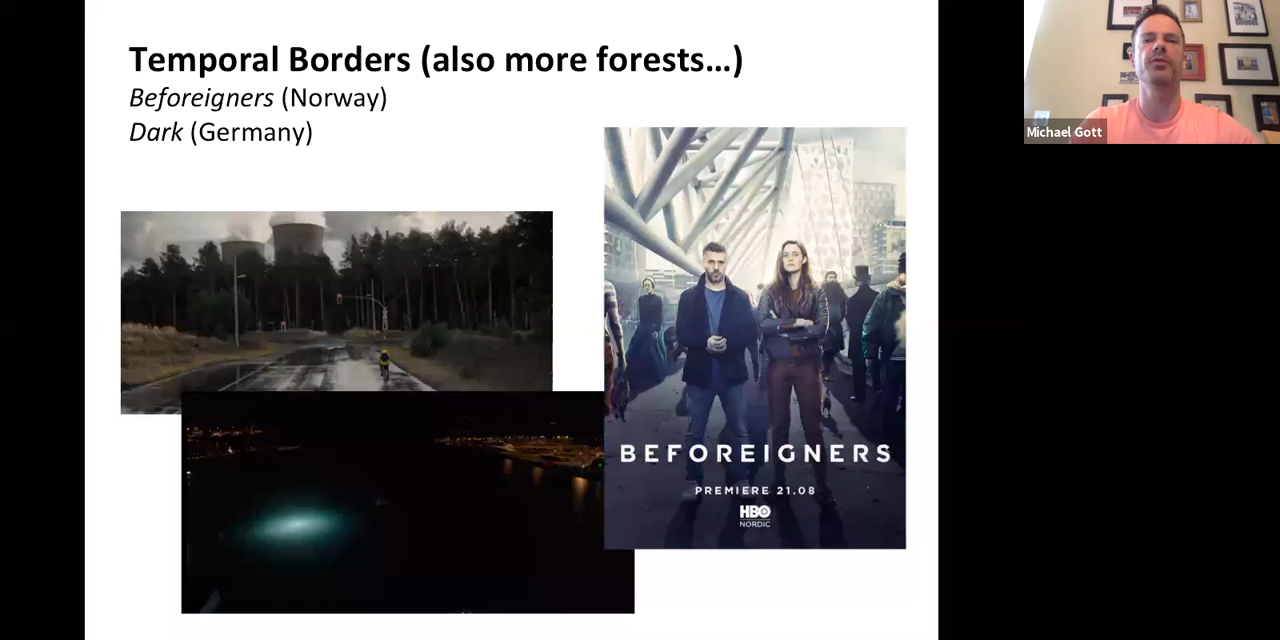 Temporal Borders (also more forests…)
Beforeigners (Norway)
Dark (Germany)
Michael Gott
BEFOREIGNERS
PREMIERE 21.08
HBO
NORDIC